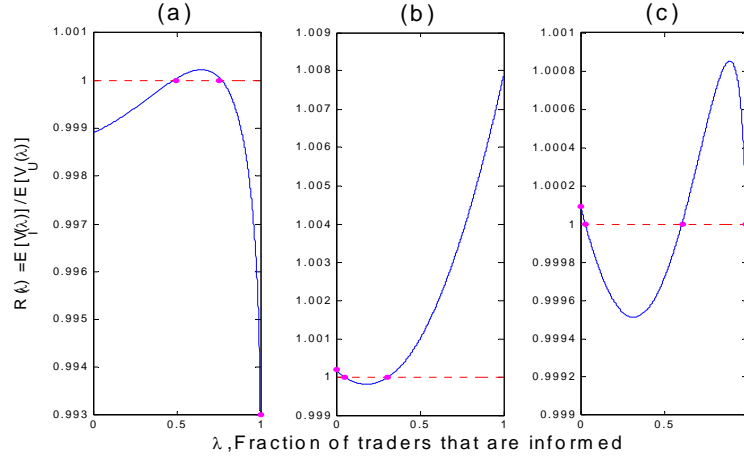 (a) (b) (c)
1.001 1.009 1.001
1.008 1.0008
1 1.007 1.0006
0.999 1.006 1.0004
0.998 1.005 1.0002
0.997 1.004 1
0.996 1.003 0.9998
0.995 1.002 0.9996
0.994 1.001 0.9994
1 0.9992
0.993 0.999 0.999
0 0.5 1 0 0.5 1 0 0.5
R(λ) = E[V_I(λ)] / E[V_U(λ)]
λ, Fraction of traders that are informed